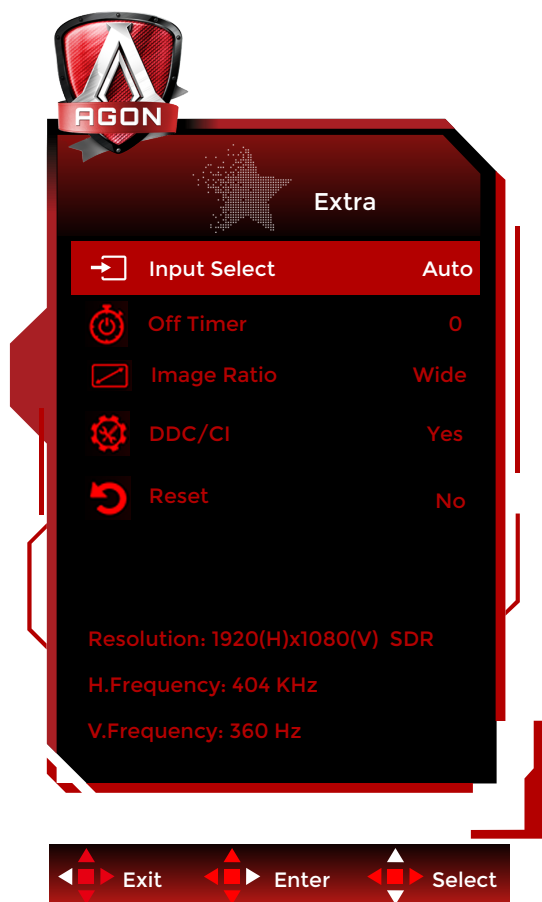 AGON
Extra
Input Select Auto
Off Timer 0
Image Ratio Wide
DDC/CI Yes
Reset No
Resolution: 1920(H)x1080(V) SDR
H.Frequency: 404 KHz
V.Frequency: 360 Hz
Exit Enter Select